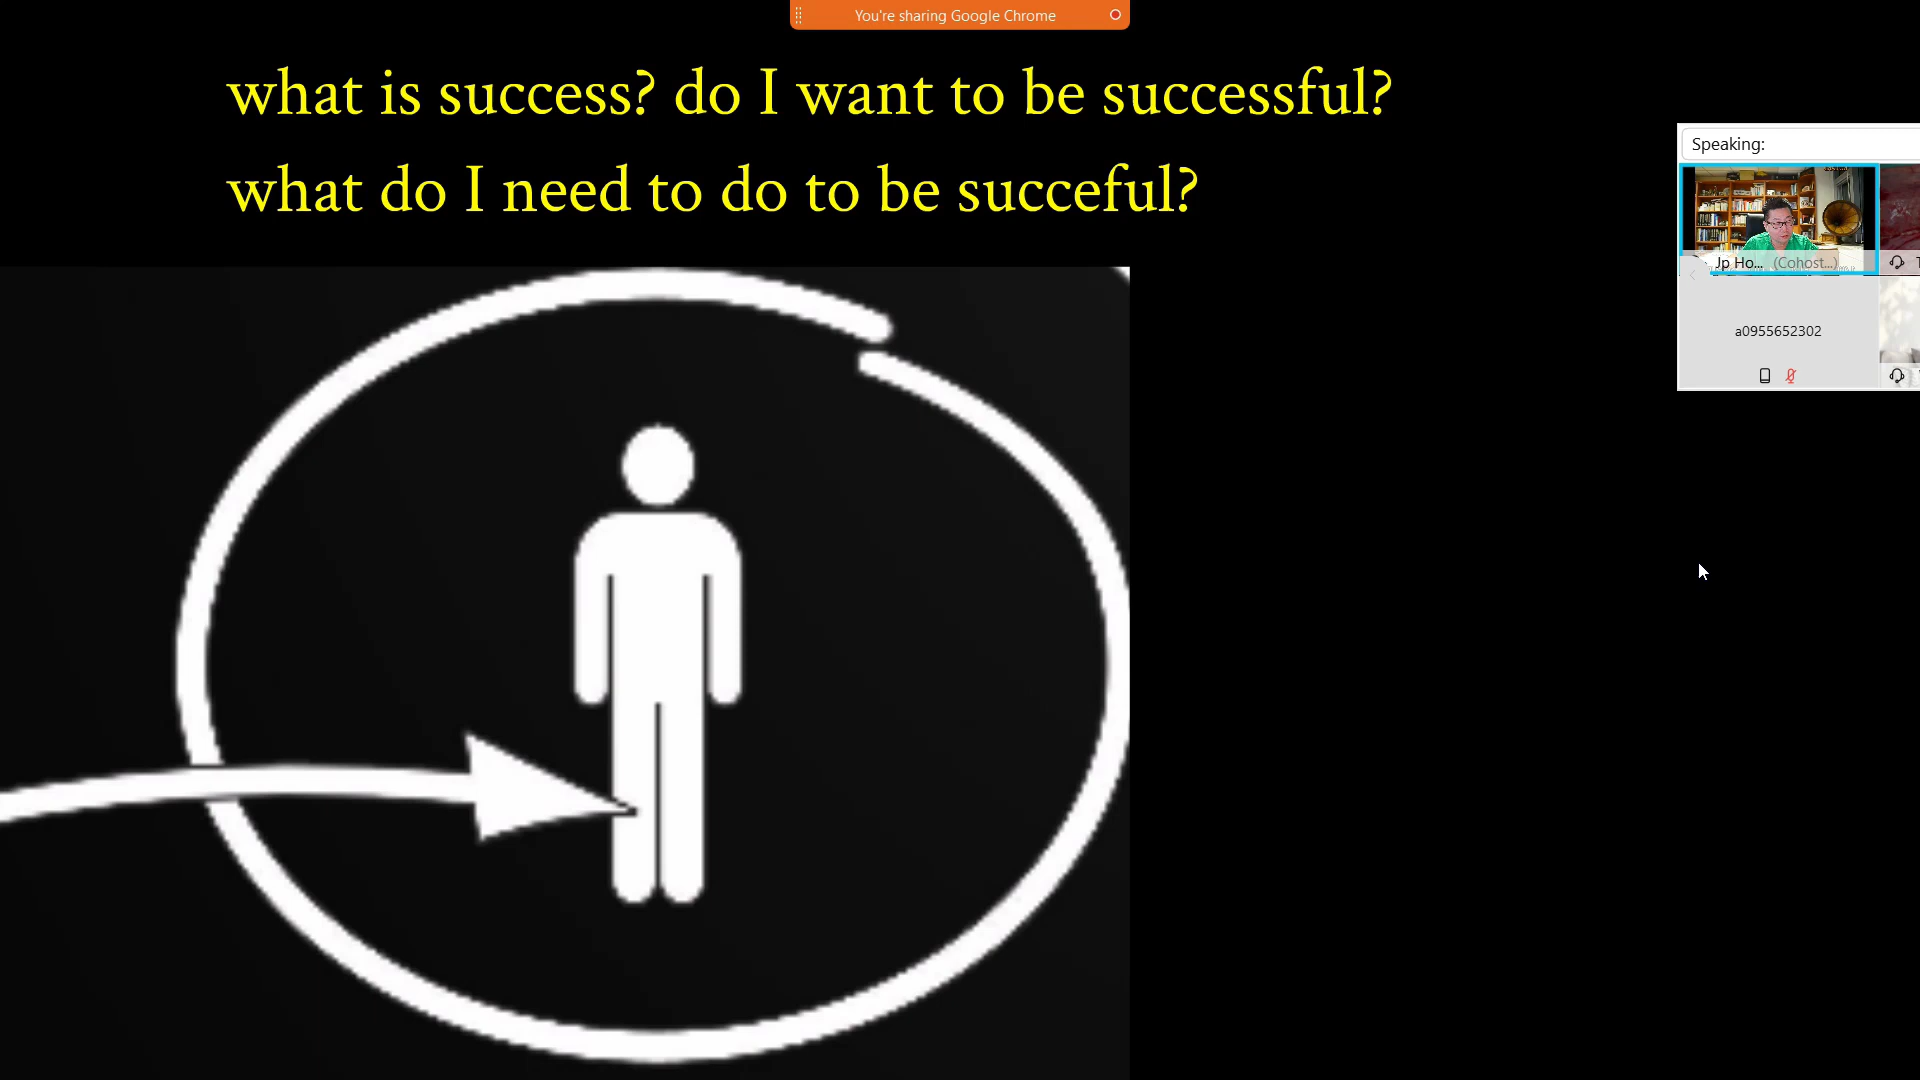 You're sharing Google Chrome
what is success? do I want to be successful?
what do I need to do to be succeful?
Speaking:
Jp Ho... (Cohost...)
a0955652302